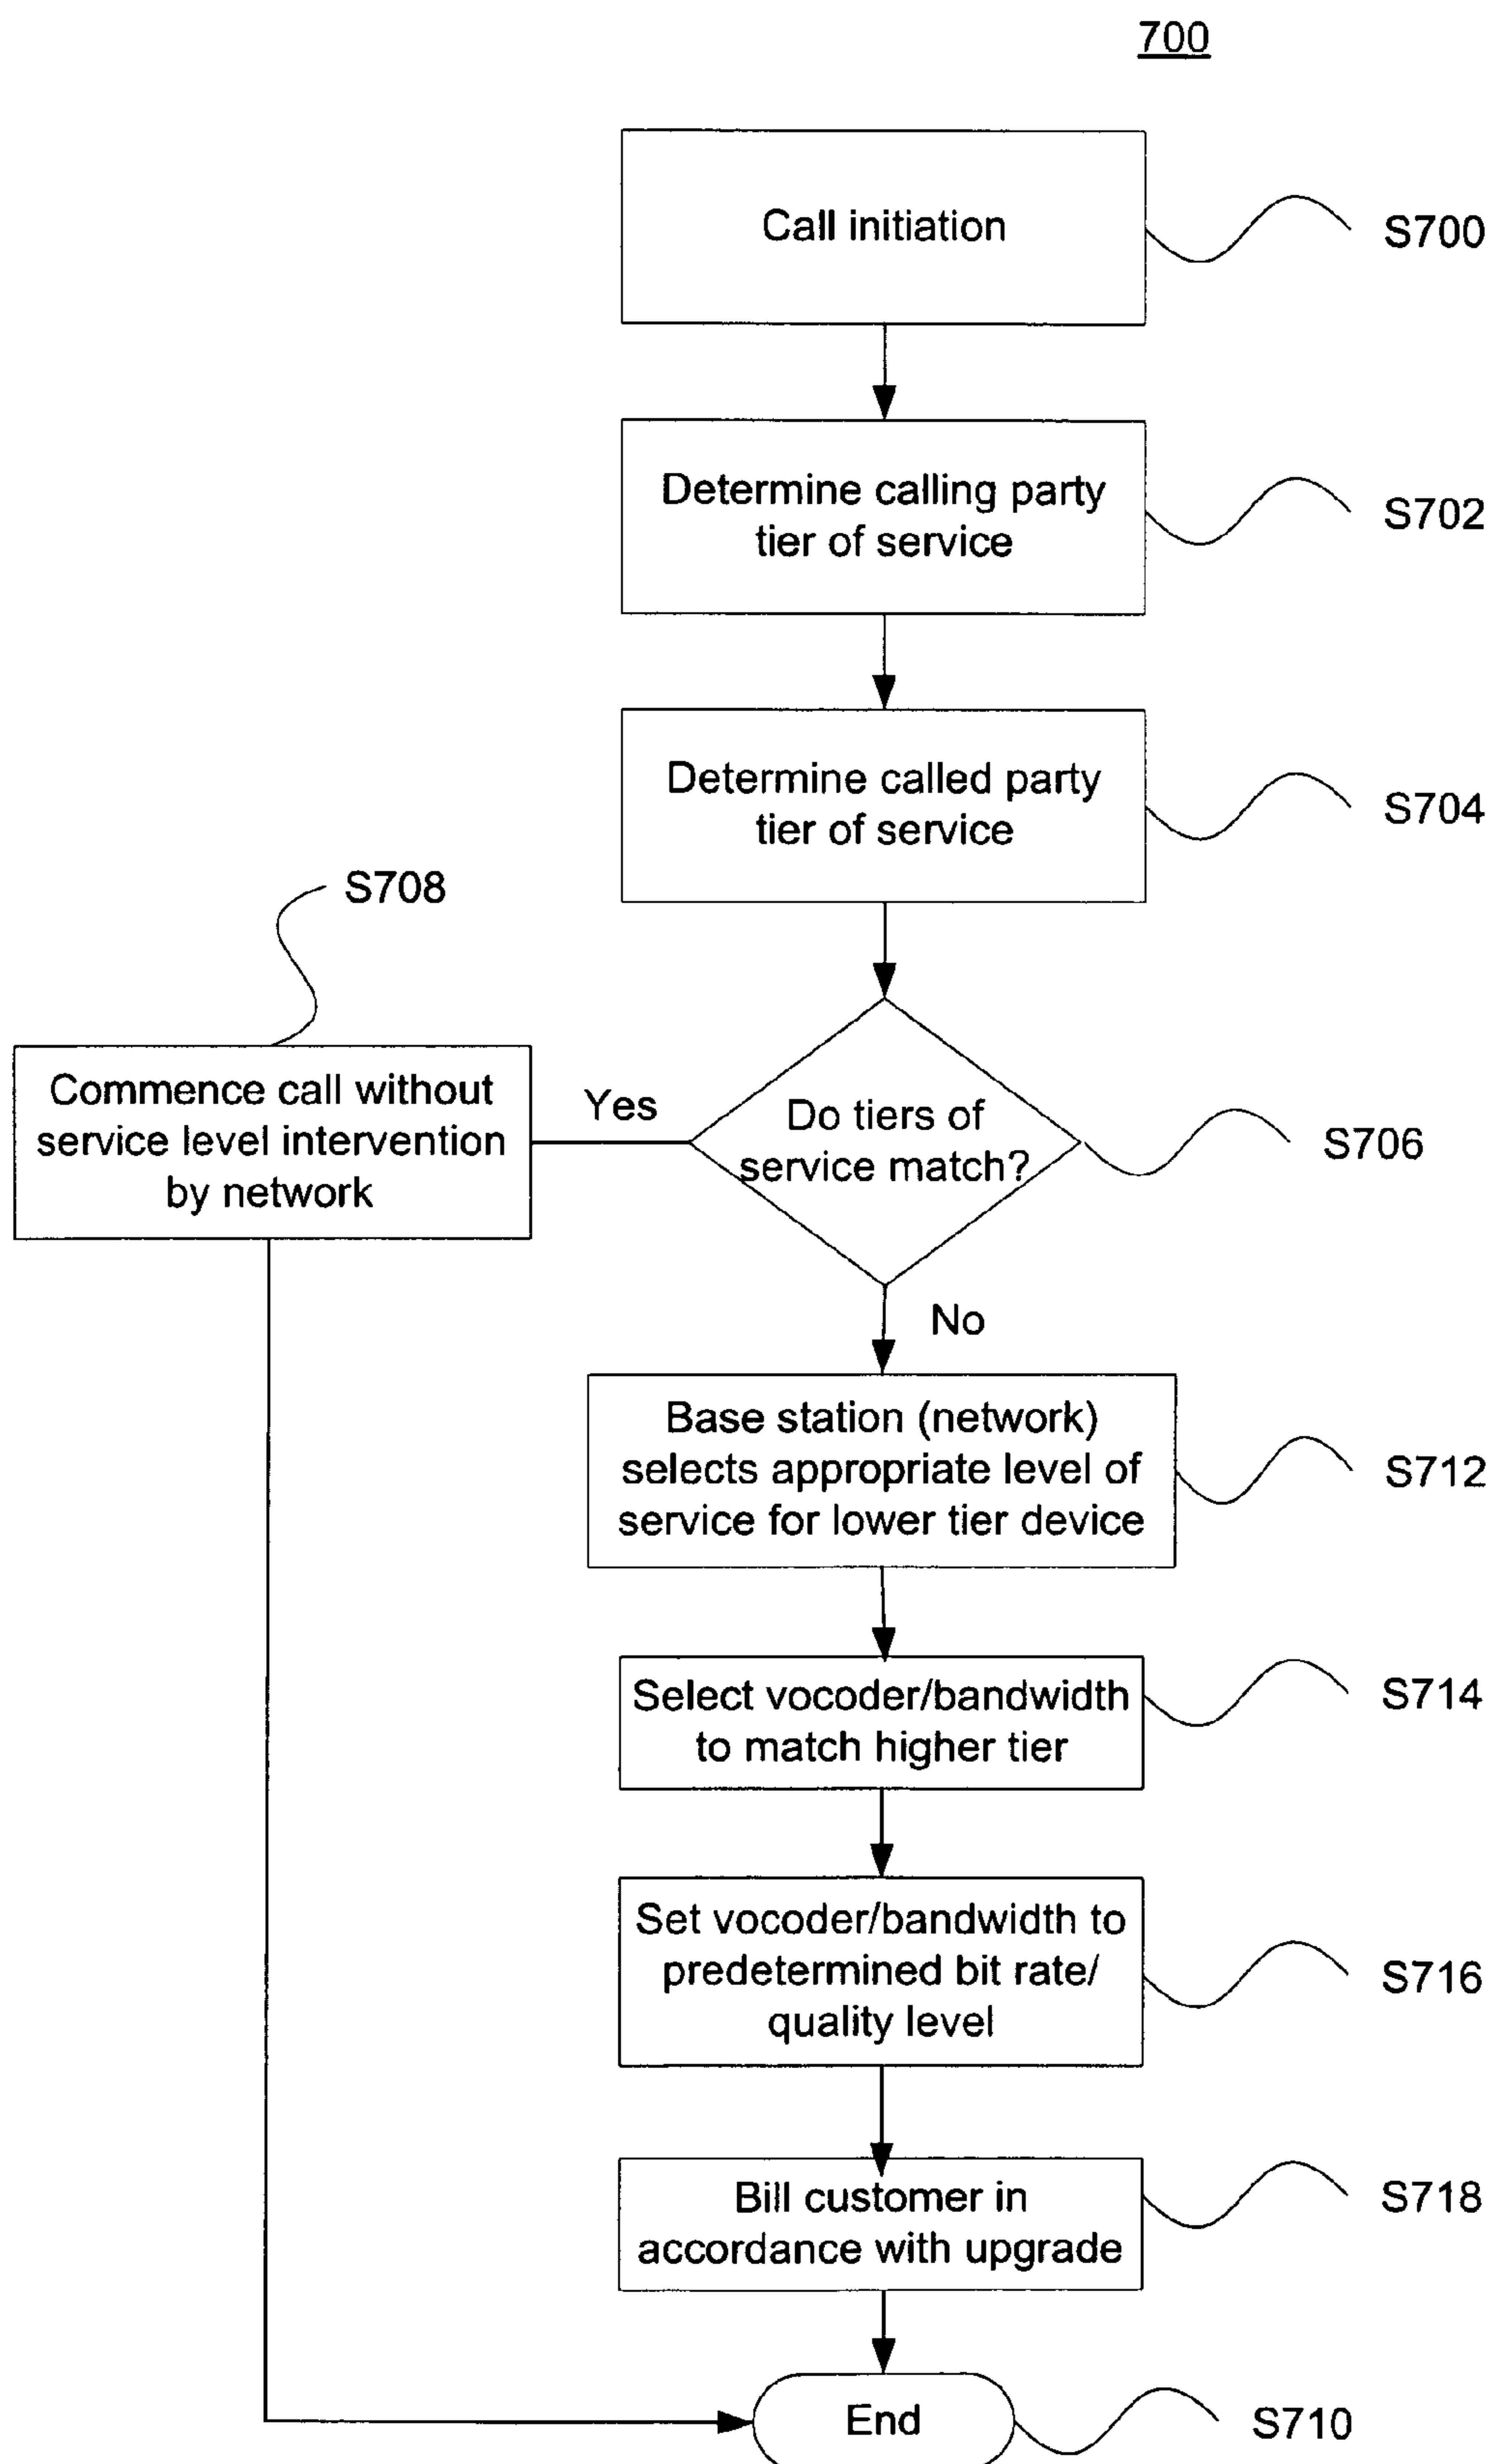 700
Call initiation
S700
Determine calling party
tier of service
S702
Determine called party
tier of service
S704
S708
Commence call without
service level intervention
by network
Yes
Do tiers of
service match?
S706
No
Base station (network)
selects appropriate level of
service for lower tier device
S712
Select vocoder/bandwidth
to match higher tier
S714
Set vocoder/bandwidth to
predetermined bit rate/
quality level
S716
Bill customer in
accordance with upgrade
S718
End
S710